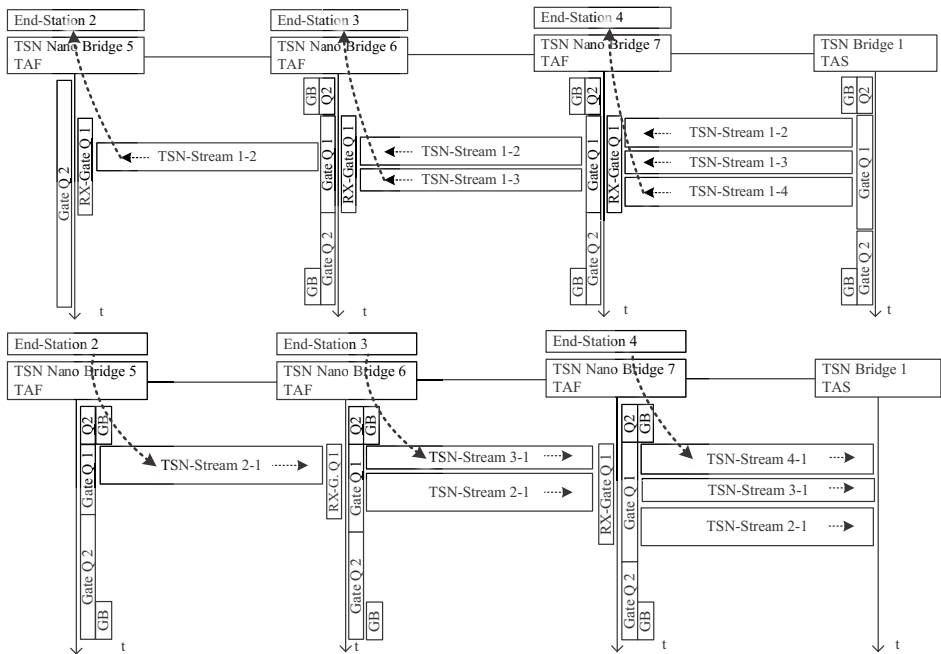 End-Station 2
End-Station 3
End-Station 4
TSN Nano Bridge 5
TAF
TSN Nano Bridge 6
TAF
TSN Nano Bridge 7
TAF
TSN Bridge 1
TAS
Gate Q 2
RX-Gate Q 1
TSN-Stream 1-2
GB
Q2
Gate Q 1
Gate Q 2
GB
RX-Gate Q 1
TSN-Stream 1-2
TSN-Stream 1-3
GB
Q2
Gate Q 1
Gate Q 2
GB
RX-Gate Q 1
TSN-Stream 1-2
TSN-Stream 1-3
TSN-Stream 1-4
GB
Q2
Gate Q 1
Gate Q 2
GB
t
t
t
t
End-Station 2
End-Station 3
End-Station 4
TSN Nano Bridge 5
TAF
TSN Nano Bridge 6
TAF
TSN Nano Bridge 7
TAF
TSN Bridge 1
TAS
Q2
GB
Gate Q 1
Gate Q 2
GB
TSN-Stream 2-1
RX-G. Q 1
Q2
GB
Gate Q 1
Gate Q 2
GB
TSN-Stream 3-1
TSN-Stream 2-1
RX-Gate Q 1
Q2
GB
Gate Q 1
Gate Q 2
GB
TSN-Stream 4-1
TSN-Stream 3-1
TSN-Stream 2-1
t
t
t
t